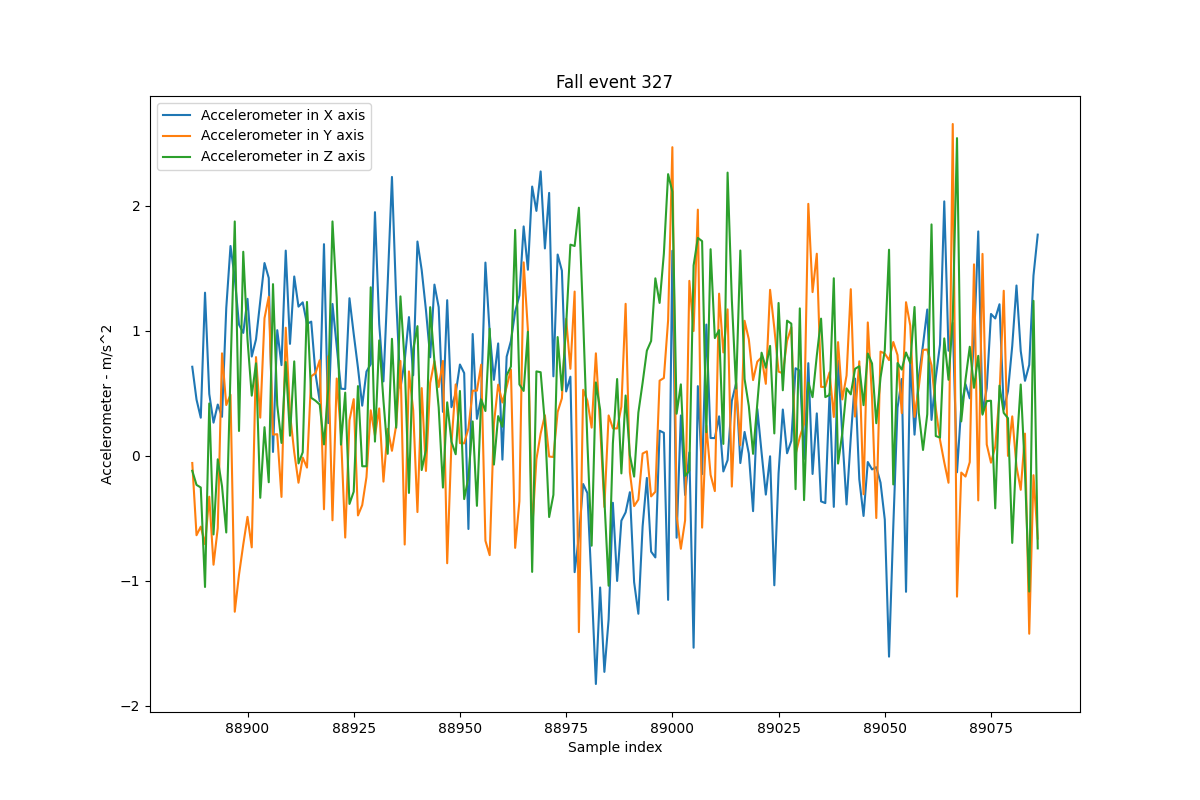 Fall event 327
Accelerometer in X axis
Accelerometer in Y axis
Accelerometer in Z axis
Accelerometer - m/s^2
2
1
0
−1
−2
88900 88925 88950 88975 89000 89025 89050 89075
Sample index